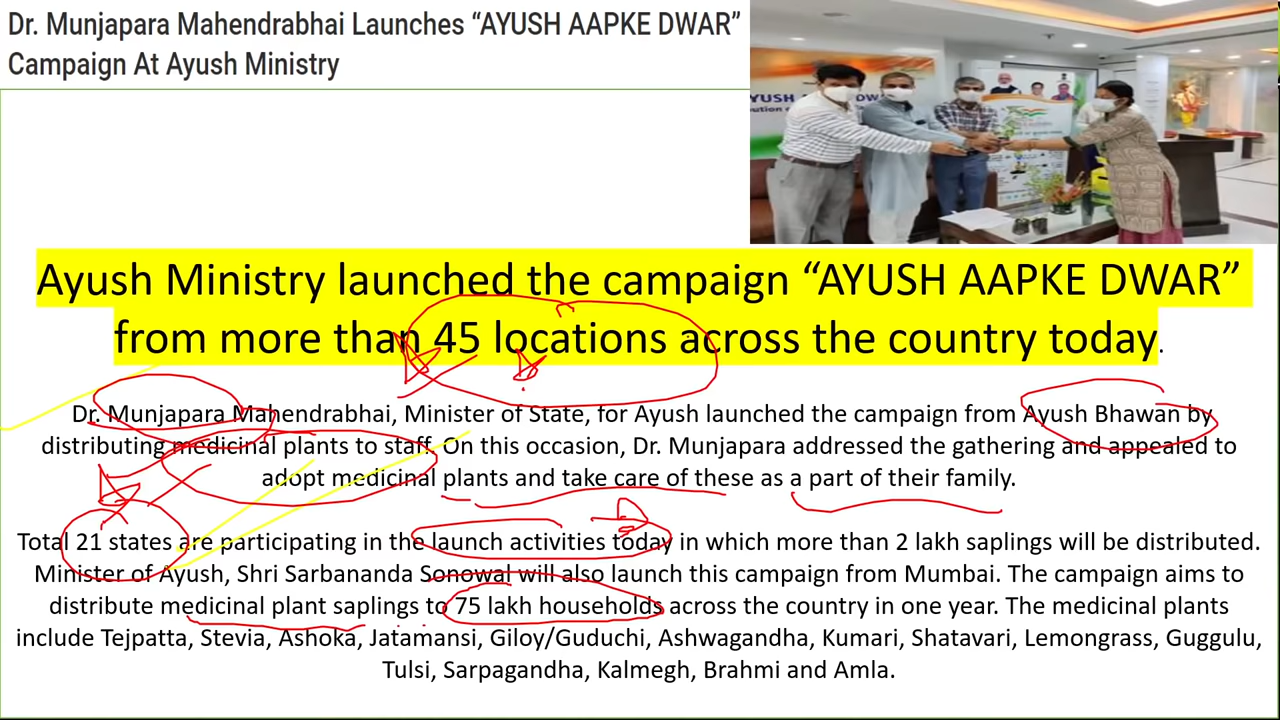 Dr. Munjapara Mahendrabhai Launches “AYUSH AAPKE DWAR”
Campaign At Ayush Ministry
YUSH A DW
bution
Ayush Ministry launched the campaign “AYUSH AAPKE DWAR”
from more than 45 locations across the country today.
Dr. Munjapara Mahendrabhai, Minister of State, for Ayush launched the campaign from Ayush Bhawan by
distributing medicinal plants to staff. On this occasion, Dr. Munjapara addressed the gathering and appealed to
adopt medicinal plants and take care of these as a part of their family.
Total 21 states are participating in the launch activities today in which more than 2 lakh saplings will be distributed.
Minister of Ayush, Shri Sarbananda Sonowal will also launch this campaign from Mumbai. The campaign aims to
distribute medicinal plant saplings to 75 lakh households across the country in one year. The medicinal plants
include Tejpatta, Stevia, Ashoka, Jatamansi, Giloy/Guduchi, Ashwagandha, Kumari, Shatavari, Lemongrass, Guggulu,
Tulsi, Sarpagandha, Kalmegh, Brahmi and Amla.